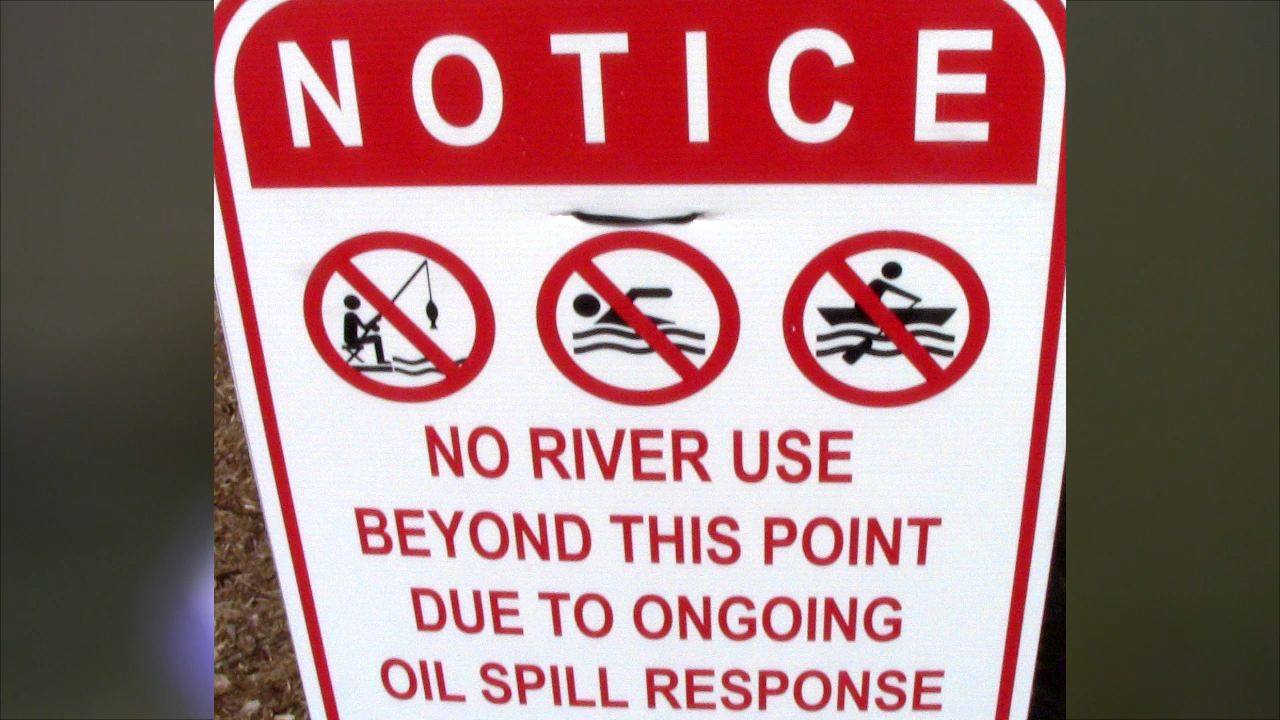 NOTICE
NO RIVER USE
BEYOND THIS POINT
DUE TO ONGOING
OIL SPILL RESPONSE